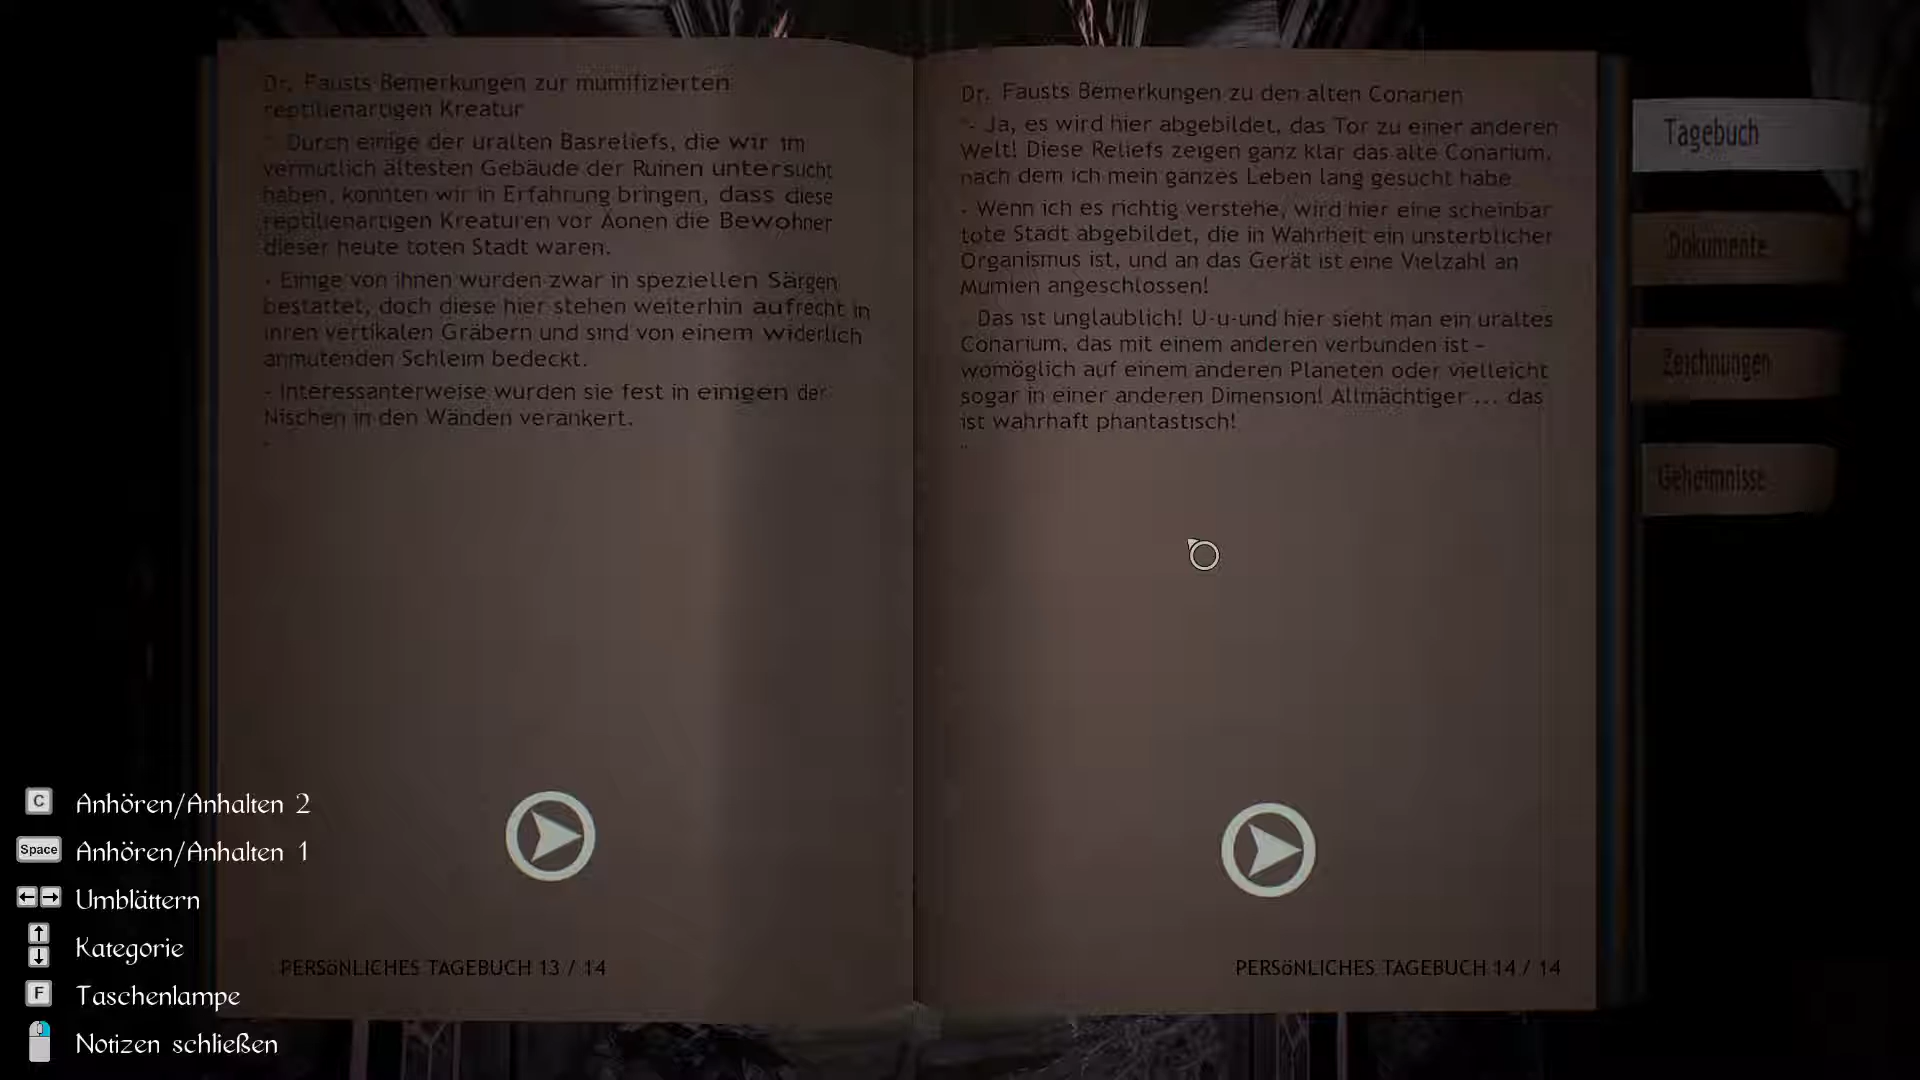 Dr. Fausts Bemerkungen zur mumifizierten
reptilienartigen Kreatur
"- Durch einige der uralten Basreliefs, die wir im
vermutlich ältesten Gebäude der Ruinen untersucht
haben, konnten wir in Erfahrung bringen, dass diese
reptilienartigen Kreaturen vor Äonen die Bewohner
dieser heute toten Stadt waren.
- Einige von ihnen wurden zwar in speziellen Särgen
bestattet, doch diese hier stehen weiterhin aufrecht in
ihren vertikalen Gräbern und sind von einem widerlich
anmutenden Schleim bedeckt.
- Interessanterweise wurden sie fest in einigen der
Nischen in den Wänden verankert.
"
PERSÖNLICHES TAGEBUCH 13 / 14
Dr. Fausts Bemerkungen zu den alten Conarien
"- Ja, es wird hier abgebildet, das Tor zu einer anderen
Welt! Diese Reliefs zeigen ganz klar das alte Conarium,
nach dem ich mein ganzes Leben lang gesucht habe.
- Wenn ich es richtig verstehe, wird hier eine scheinbar
tote Stadt abgebildet, die in Wahrheit ein unsterblicher
Organismus ist, und an das Gerät ist eine Vielzahl an
Mumien angeschlossen!
- Das ist unglaublich! U-u-und hier sieht man ein uraltes
Conarium, das mit einem anderen verbunden ist –
womöglich auf einem anderen Planeten oder vielleicht
sogar in einer anderen Dimension! Allmächtiger ... das
ist wahrhaft phantastisch!
"
PERSÖNLICHES TAGEBUCH 14 / 14
Tagebuch
Dokumente
Zeichnungen
Geheimnisse
C Anhören/Anhalten 2
Space Anhören/Anhalten 1
← → Umblättern
↑ ↓ Kategorie
F Taschenlampe
Notizen schließen